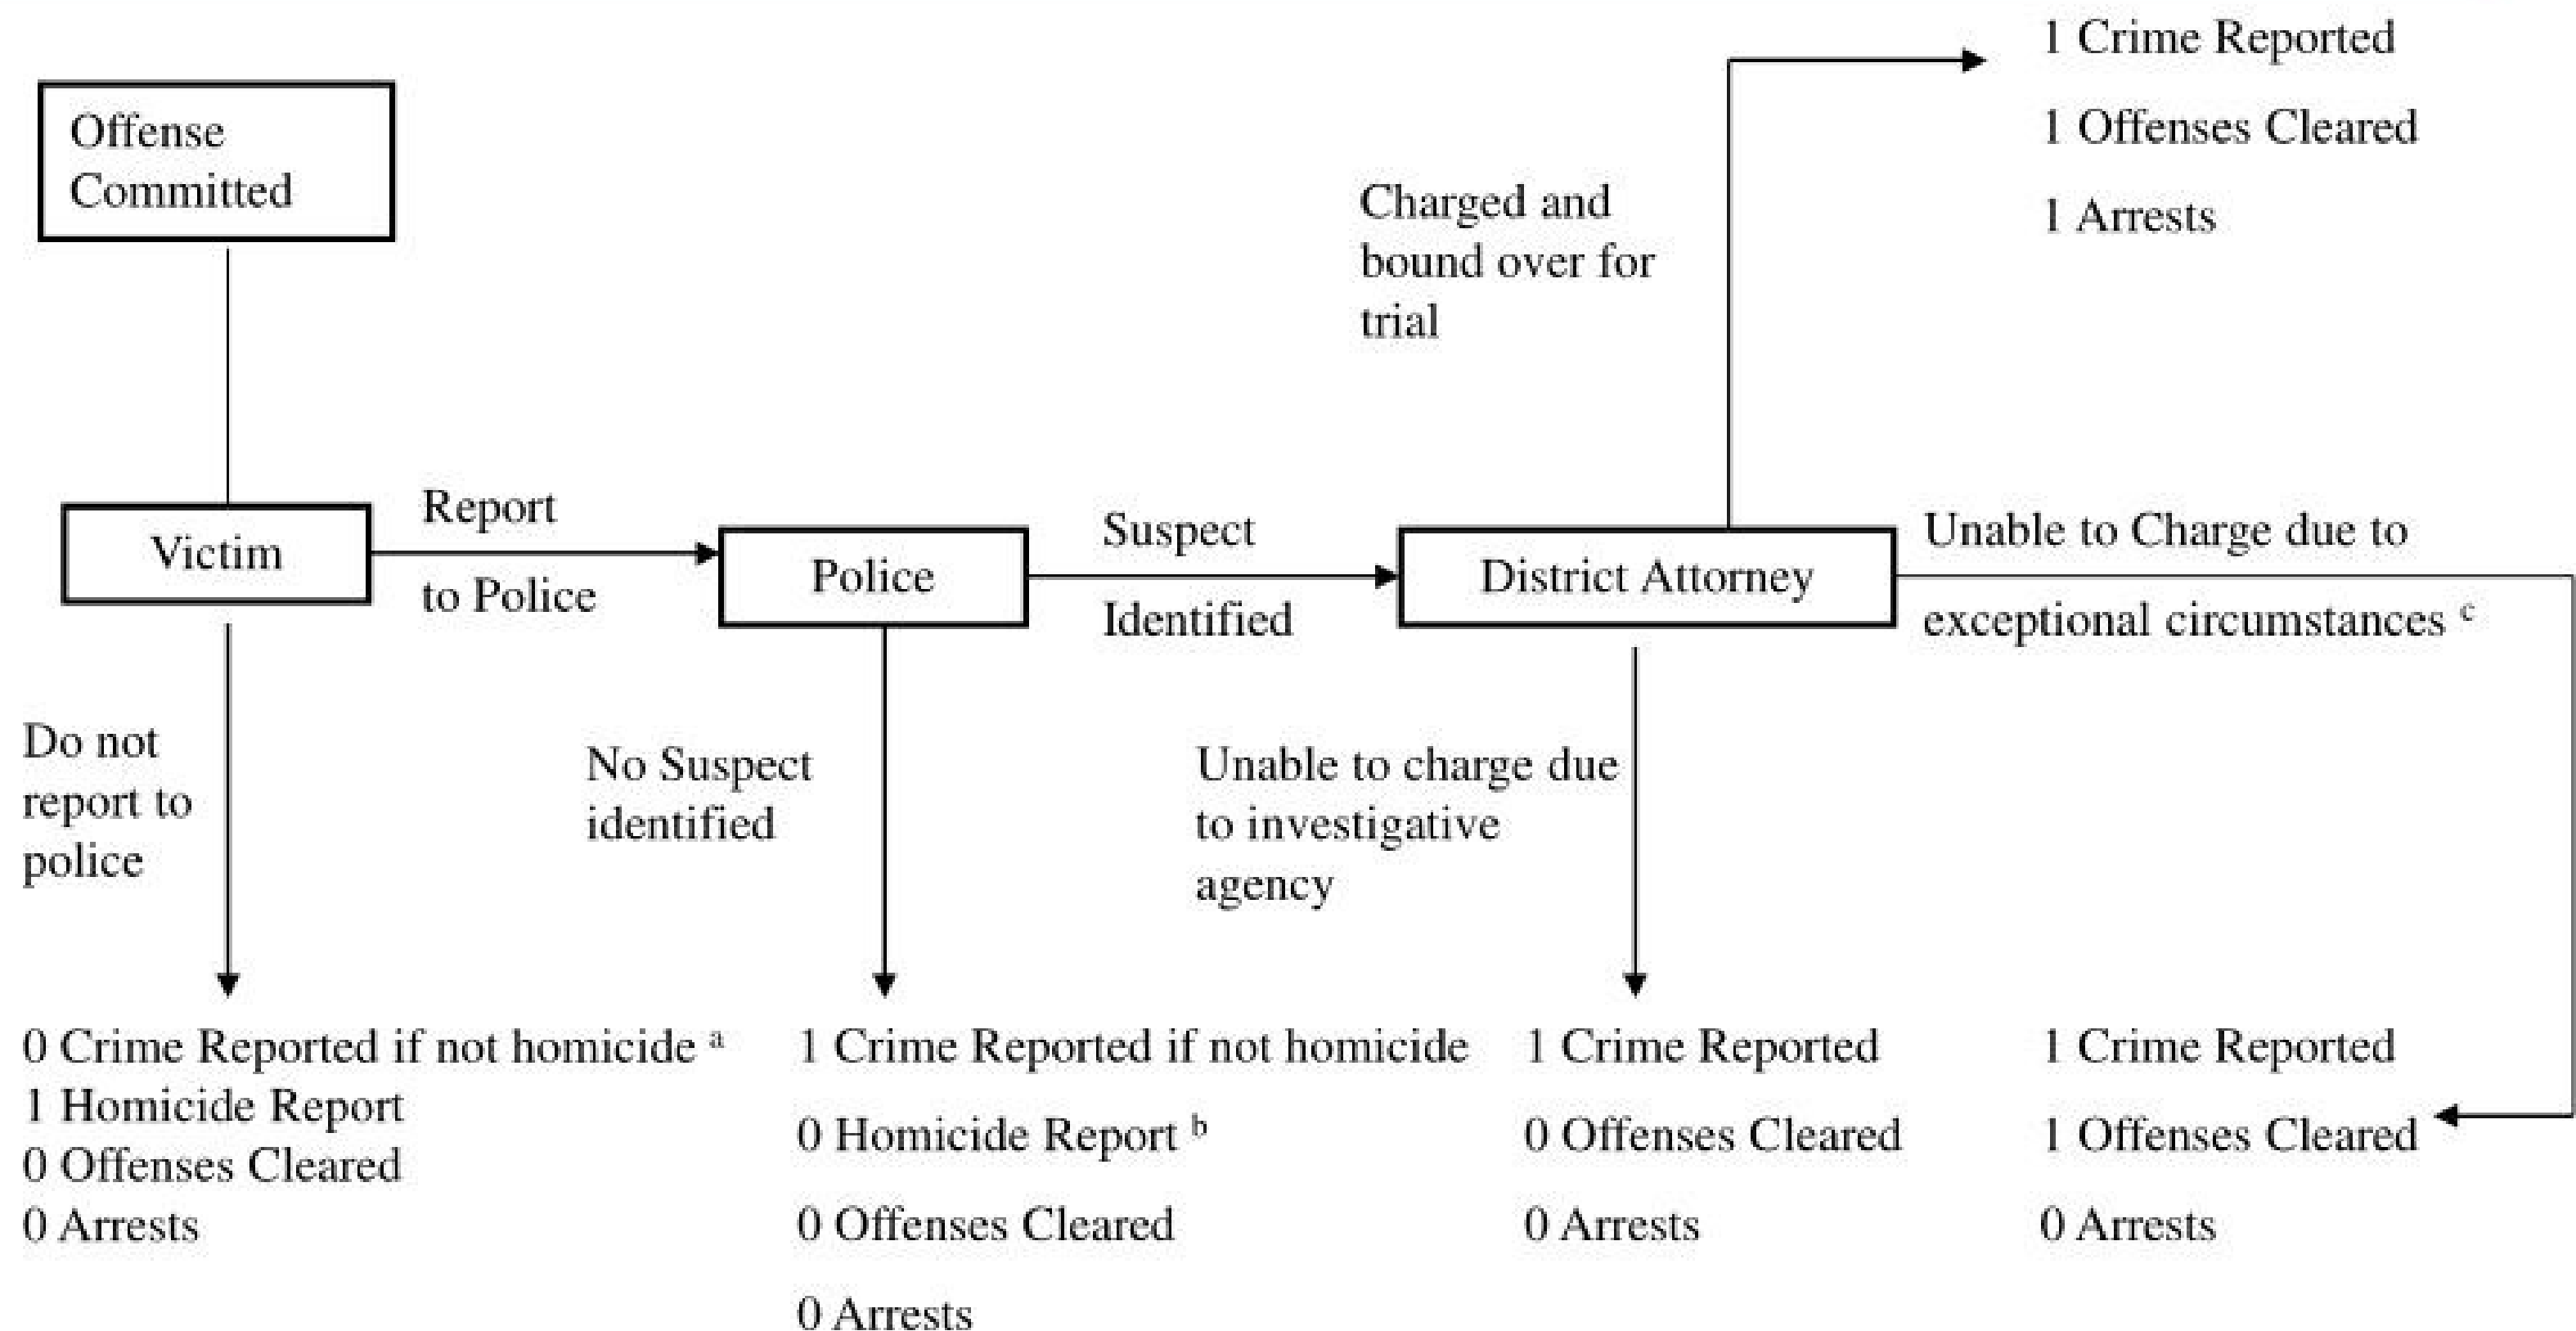 Offense
Committed
1 Crime Reported
1 Offenses Cleared
1 Arrests
Charged and
bound over for
trial
Victim
Report
to Police
Police
Suspect
Identified
District Attorney
Unable to Charge due to
exceptional circumstances c
Do not
report to
police
No Suspect
identified
Unable to charge due
to investigative
agency
0 Crime Reported if not homicide a
1 Homicide Report
0 Offenses Cleared
0 Arrests
1 Crime Reported if not homicide
0 Homicide Report b
0 Offenses Cleared
0 Arrests
1 Crime Reported
0 Offenses Cleared
0 Arrests
1 Crime Reported
1 Offenses Cleared
0 Arrests